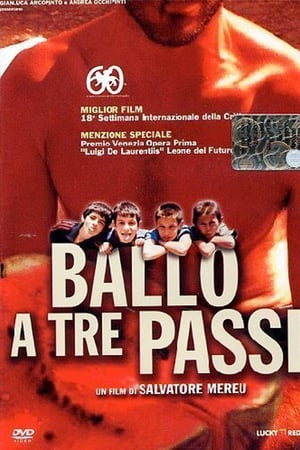 GIANLUCA ARCOPINTO e ANDREA OCCHIPINTI
presentano
60
MIGLIOR FILM
18ª Settimana Internazionale della Critica
MENZIONE SPECIALE
Premio Venezia Opera Prima
"Luigi De Laurentiis" Leone del Futuro
BALLO
A TRE PASSI
UN FILM DI SALVATORE MEREU
DVD
VIDEO
LUCKY RED